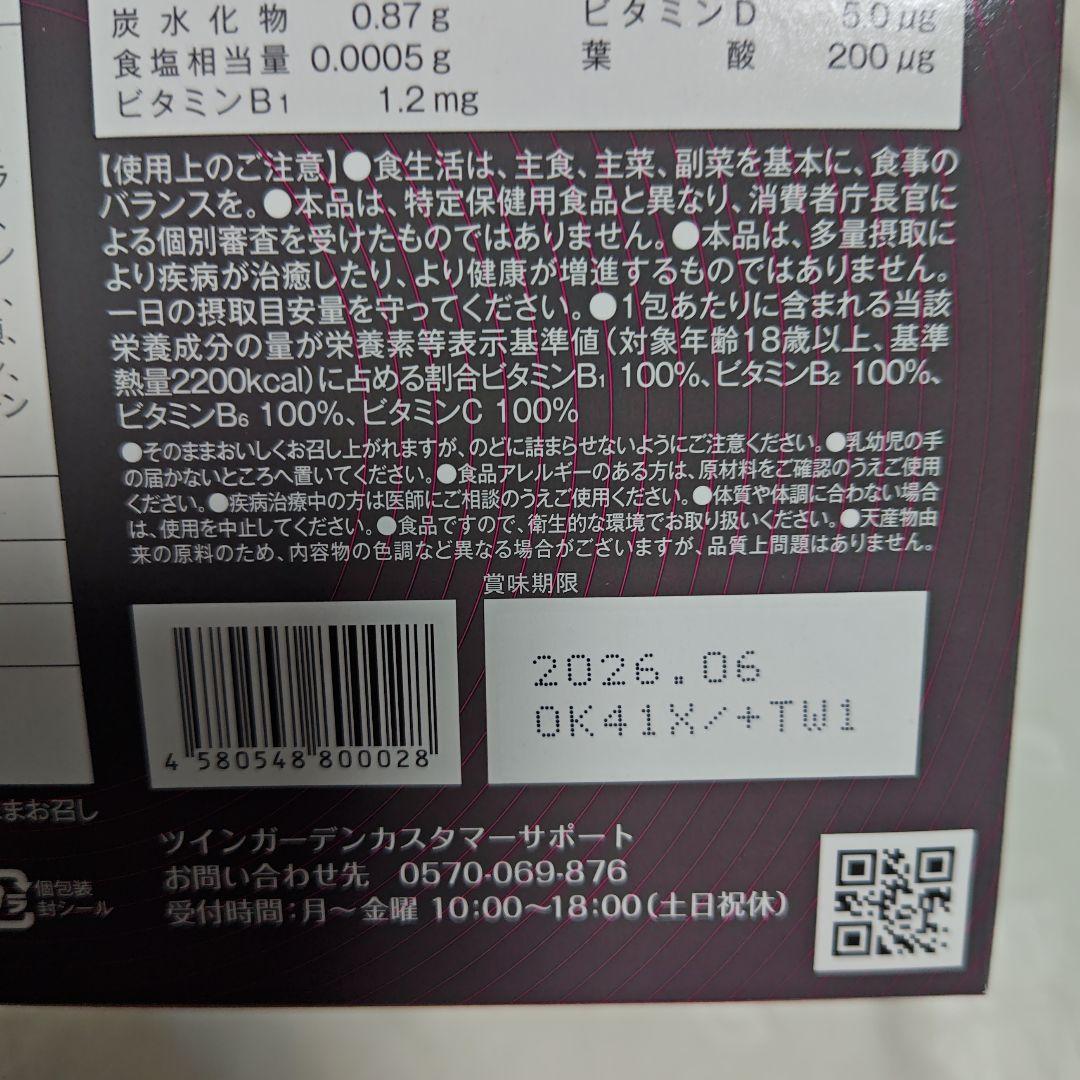 炭水化物 0.87g ビタミンD 5.0μg
食塩相当量 0.0005g 葉酸 200μg
ビタミンB1 1.2mg
【使用上のご注意】●食生活は、主食、主菜、副菜を基本に、食事の
バランスを。●本品は、特定保健用食品と異なり、消費者庁長官に
よる個別審査を受けたものではありません。●本品は、多量摂取に
より疾病が治癒したり、より健康が増進するものではありません。
一日の摂取目安量を守ってください。●1包あたりに含まれる当該
栄養成分の量が栄養素等表示基準値(対象年齢18歳以上、基準
熱量2200kcal)に占める割合ビタミンB1 100%、ビタミンB2 100%、
ビタミンB6 100%、ビタミンC 100%
●そのままおいしくお召し上がれますが、のどに詰まらせないようにご注意ください。●乳幼児の手
の届かないところへ置いてください。●食品アレルギーのある方は、原材料をご確認のうえご使用
ください。●疾病治療中の方は医師にご相談のうえご使用ください。●体質や体調に合わない場合
は、使用を中止してください。●食品ですので、衛生的な環境でお取り扱いください。●天産物由
来の原料のため、内容物の色調など異なる場合がございますが、品質上問題はありません。
賞味期限
2026.06
OK41X/+TW1
4 580548 800028
まお召し
ツインガーデンカスタマーサポート
お問い合わせ先 0570-069-876
受付時間:月~金曜 10:00~18:00(土日祝休)
プラ
個包装
封シール